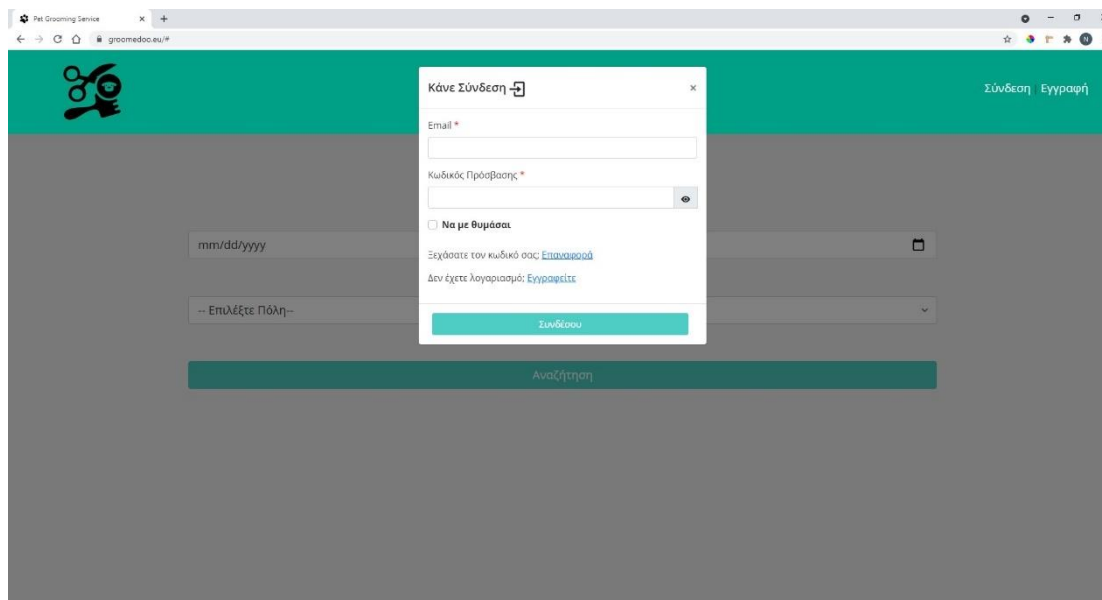 Pet Grooming Service
groomedoc.eu/#
N
Σύνδεση Εγγραφή
Κάνε Σύνδεση
Email *
Κωδικός Πρόσβασης *
Να με θυμάσαι
Ξεχάσατε τον κωδικό σας; Επαναφορά
Δεν έχετε λογαριασμό; Εγγραφείτε
Συνδέσου
mm/dd/yyyy
-- Επιλέξτε Πόλη--
Αναζήτηση